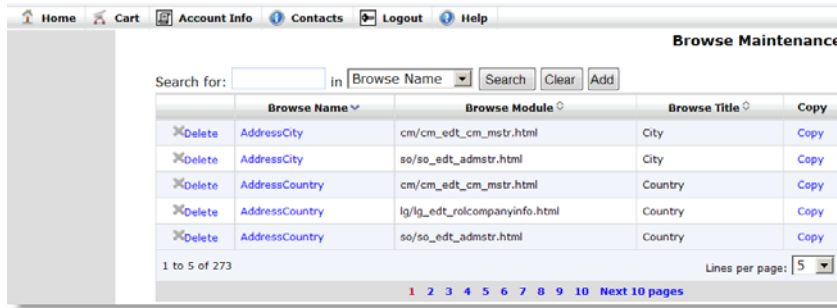 Home Cart Account Info Contacts Logout Help
Browse Maintenance
Search for: in Browse Name Search Clear Add
Browse Name Browse Module Browse Title Copy
Delete AddressCity cm/cm_edt_cm_mstr.html City Copy
Delete AddressCity so/so_edt_admstr.html City Copy
Delete AddressCountry cm/cm_edt_cm_mstr.html Country Copy
Delete AddressCountry lg/lg_edt_rolcompanyinfo.html Country Copy
Delete AddressCountry so/so_edt_admstr.html Country Copy
1 to 5 of 273 Lines per page: 5
1 2 3 4 5 6 7 8 9 10 Next 10 pages